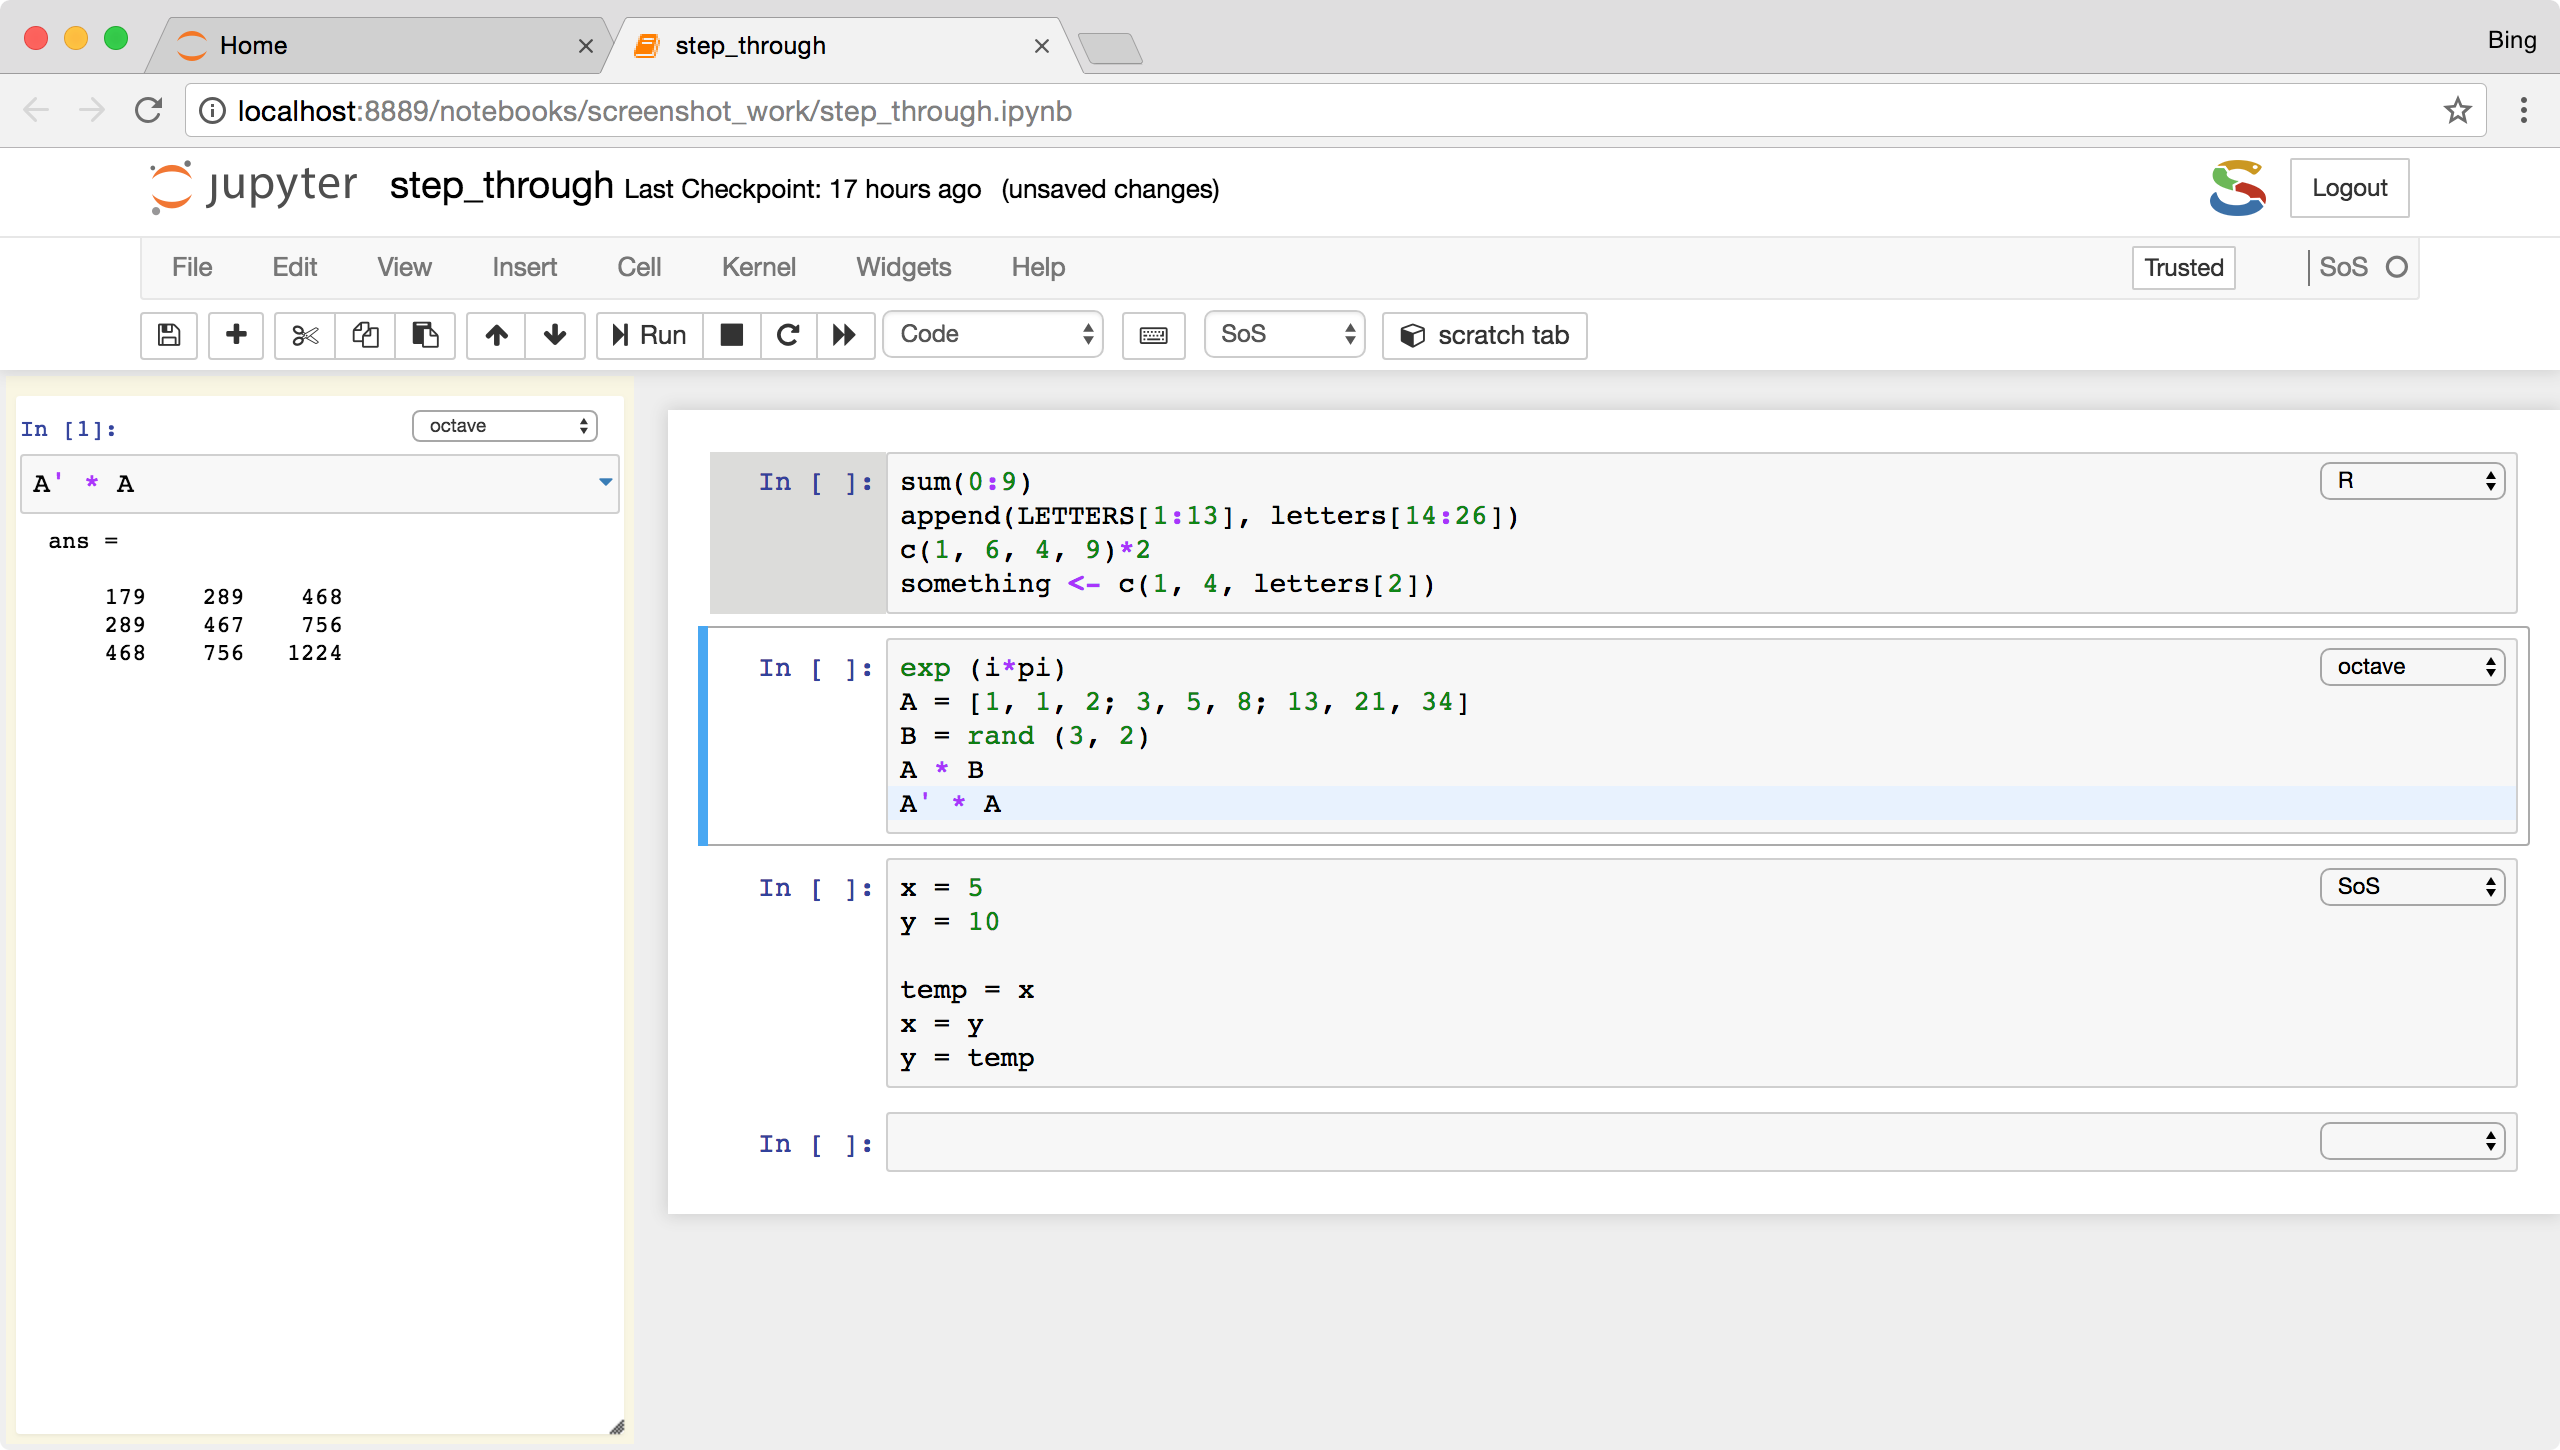 Home
step_through
Bing
localhost:8889/notebooks/screenshot_work/step_through.ipynb
jupyter step_through Last Checkpoint: 17 hours ago (unsaved changes)
Logout
File Edit View Insert Cell Kernel Widgets Help
Trusted
SoS
Run
Code
SoS
scratch tab
In [1]:
octave
A' * A
ans =
179 289 468
289 467 756
468 756 1224
In [ ]:
R
sum(0:9)
append(LETTERS[1:13], letters[14:26])
c(1, 6, 4, 9)*2
something <- c(1, 4, letters[2])
In [ ]:
octave
exp (i*pi)
A = [1, 1, 2; 3, 5, 8; 13, 21, 34]
B = rand (3, 2)
A * B
A' * A
In [ ]:
SoS
x = 5
y = 10
temp = x
x = y
y = temp
In [ ]: